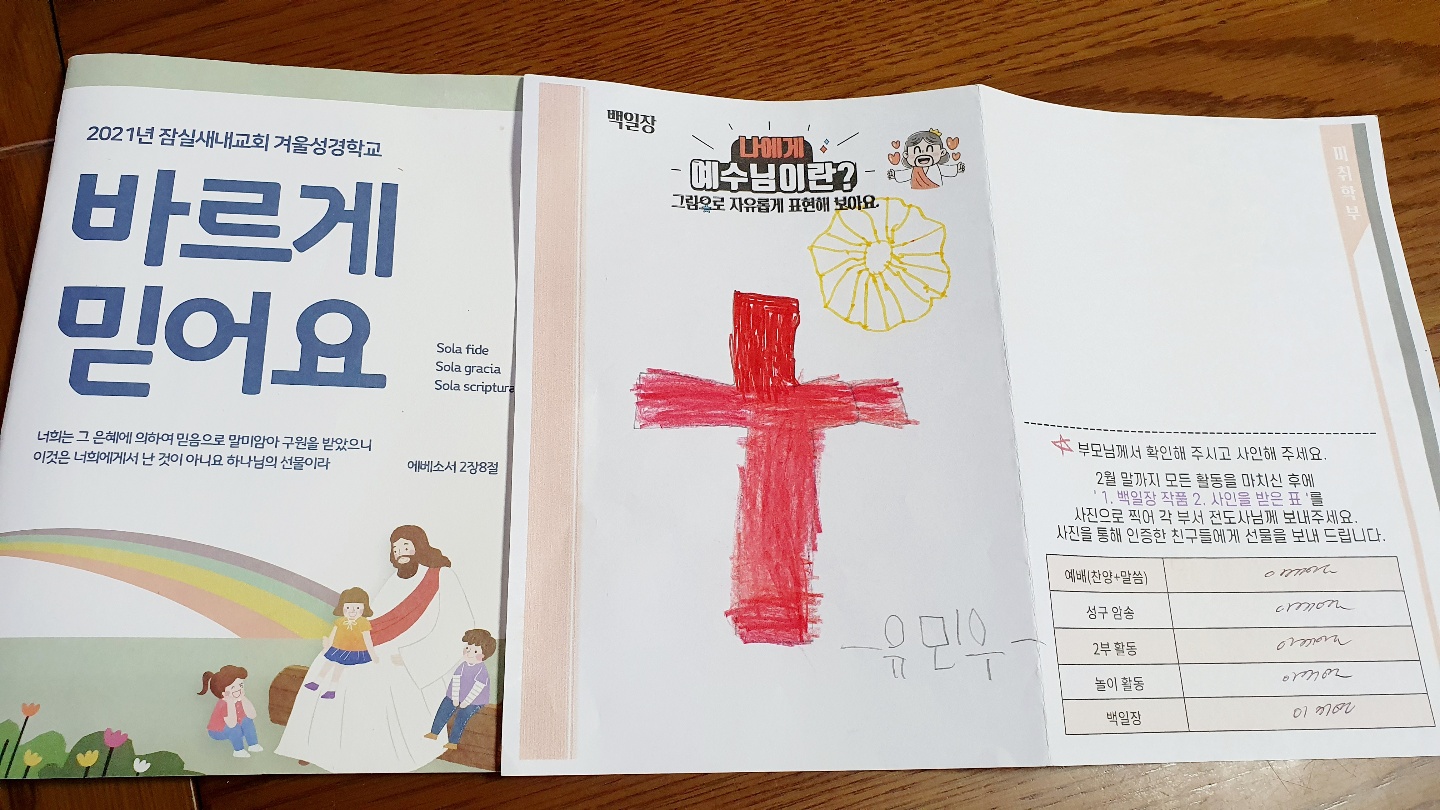 2021년 잠실새내교회 겨울성경학교
바르게
믿어요
Sola fide
Sola gracia
Sola scriptura
너희는 그 은혜에 의하여 믿음으로 말미암아 구원을 받았으니
이것은 너희에게서 난 것이 아니요 하나님의 선물이라
에베소서 2장8절
백일장
나에게
예수님이란?
그림으로 자유롭게 표현해 보아요
유민우
미취학부
부모님께서 확인해 주시고 사인해 주세요.
2월 말까지 모든 활동을 마치신 후에
' 1. 백일장 작품 2. 사인을 받은 표 '를
사진으로 찍어 각 부서 전도사님께 보내주세요.
사진을 통해 인증한 친구들에게 선물을 보내 드립니다.
예배(찬양+말씀)
성구 암송
2부 활동
놀이 활동
백일장